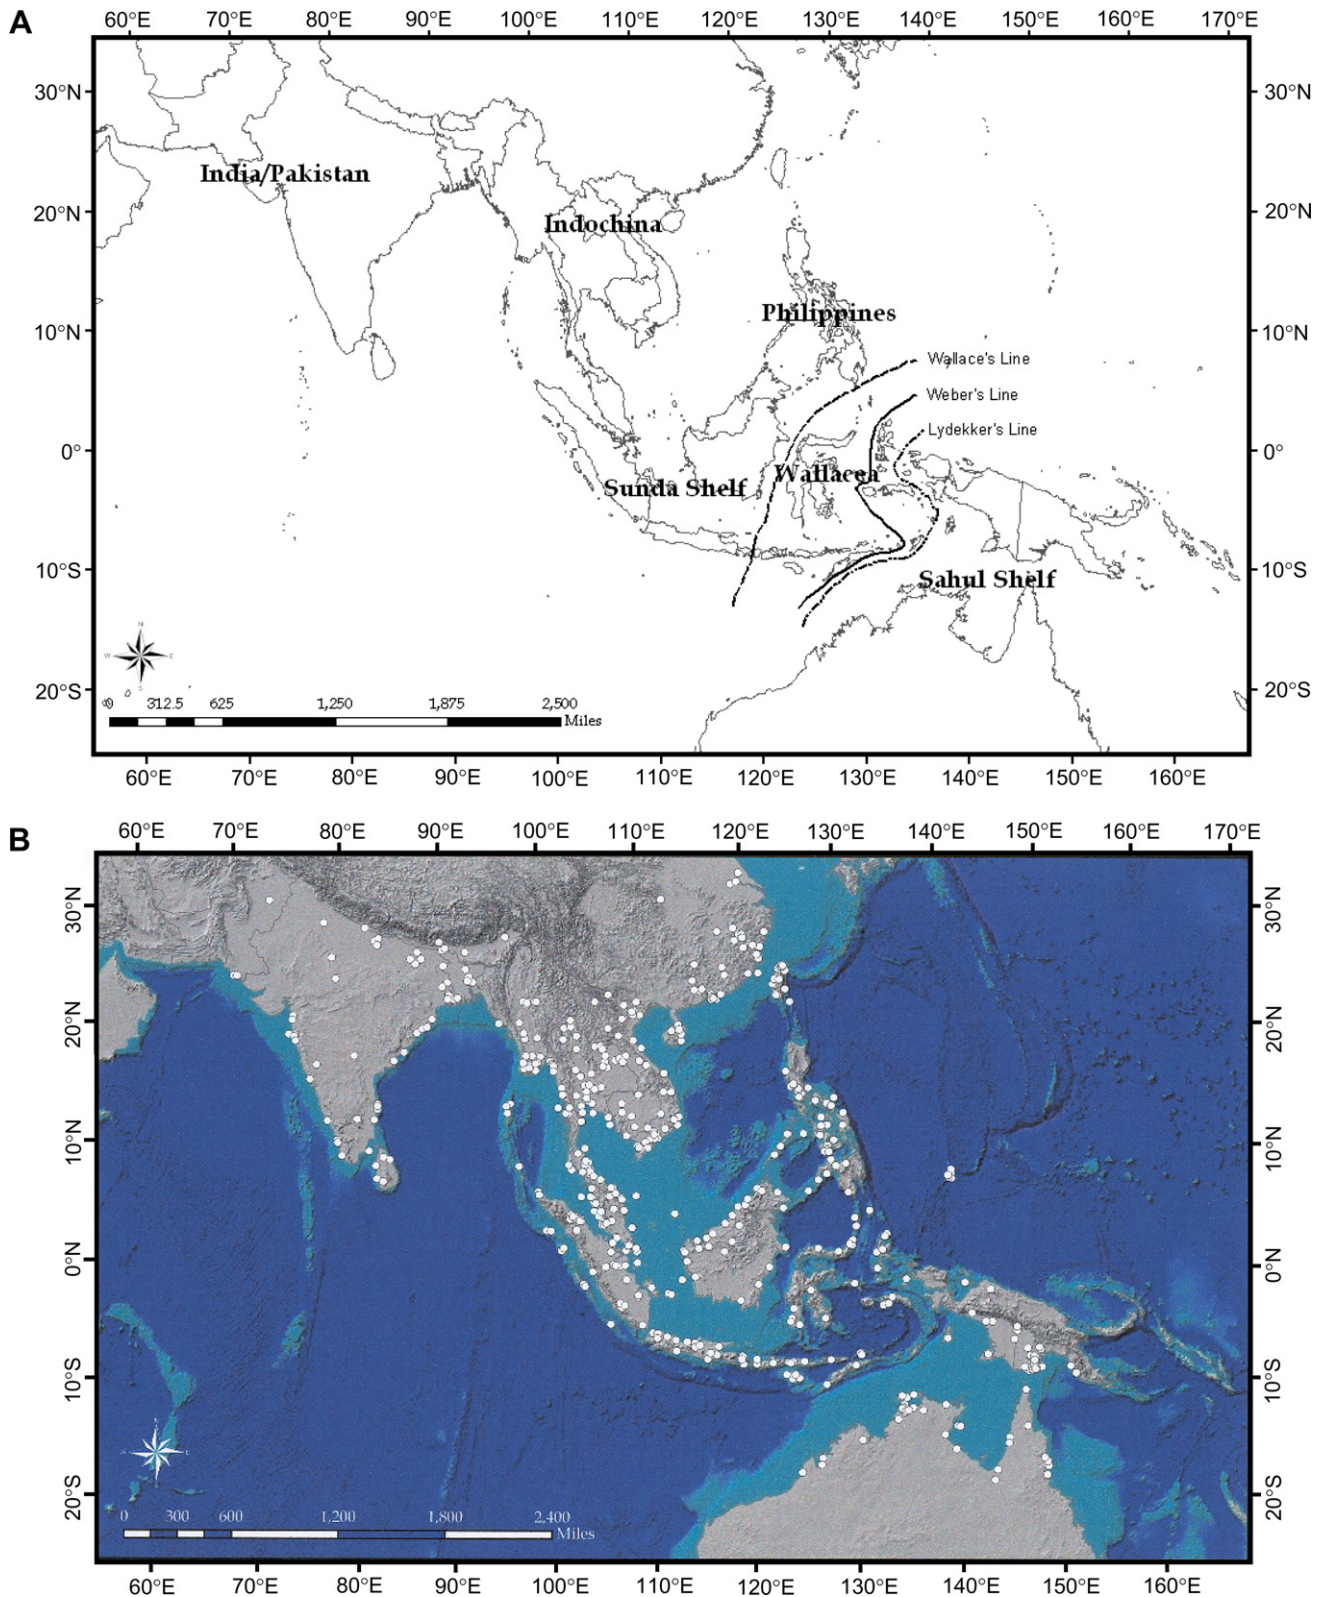 A
60°E 70°E 80°E 90°E 100°E 110°E 120°E 130°E 140°E 150°E 160°E 170°E
30°N 30°N
India/Pakistan
20°N 20°N
Indochina
Philippines
10°N 10°N
Wallace's Line
Weber's Line
Lydekker's Line
0° 0°
Wallacea
Sunda Shelf
10°S 10°S
Sahul Shelf
N
W E
S
20°S 20°S
0 312.5 625 1,250 1,875 2,500
Miles
60°E 70°E 80°E 90°E 100°E 110°E 120°E 130°E 140°E 150°E 160°E
B
60°E 70°E 80°E 90°E 100°E 110°E 120°E 130°E 140°E 150°E 160°E 170°E
30°N 30°N
20°N 20°N
10°N 10°N
0°N 0°N
10°S 10°S
20°S 20°S
0 300 600 1,200 1,800 2,400
Miles
60°E 70°E 80°E 90°E 100°E 110°E 120°E 130°E 140°E 150°E 160°E